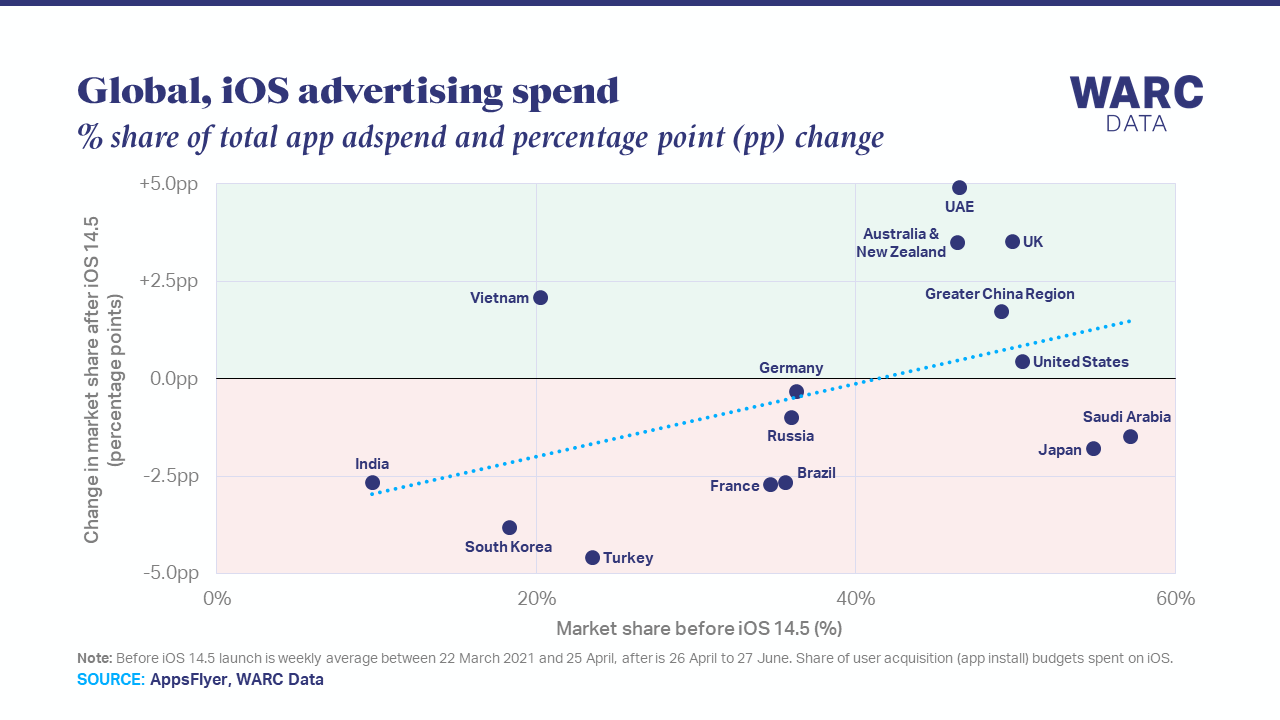 Global, iOS advertising spend
% share of total app adspend and percentage point (pp) change
WARC
DATA
+5.0pp
+2.5pp
0.0pp
-2.5pp
-5.0pp
Change in market share after iOS 14.5
(percentage points)
UAE
Australia &
New Zealand
UK
Greater China Region
Vietnam
United States
Germany
Russia
Saudi Arabia
Japan
India
Brazil
France
South Korea
Turkey
0%
20%
40%
60%
Market share before iOS 14.5 (%)
Note: Before iOS 14.5 launch is weekly average between 22 March 2021 and 25 April, after is 26 April to 27 June. Share of user acquisition (app install) budgets spent on iOS.
SOURCE: AppsFlyer, WARC Data